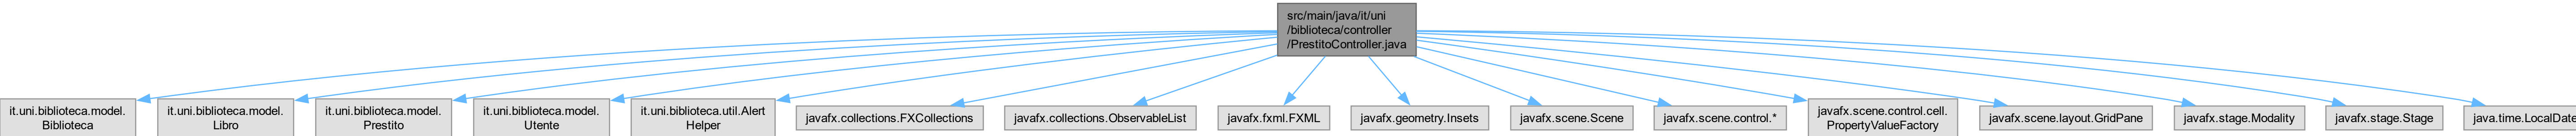 src/main/java/it/uni
/biblioteca/controller
/PrestitoController.java
it.uni.biblioteca.model.
Biblioteca
it.uni.biblioteca.model.
Libro
it.uni.biblioteca.model.
Prestito
it.uni.biblioteca.model.
Utente
it.uni.biblioteca.util.Alert
Helper
javafx.collections.FXCollections
javafx.collections.ObservableList
javafx.fxml.FXML
javafx.geometry.Insets
javafx.scene.Scene
javafx.scene.control.*
javafx.scene.control.cell.
PropertyValueFactory
javafx.scene.layout.GridPane
javafx.stage.Modality
javafx.stage.Stage
java.time.LocalDate